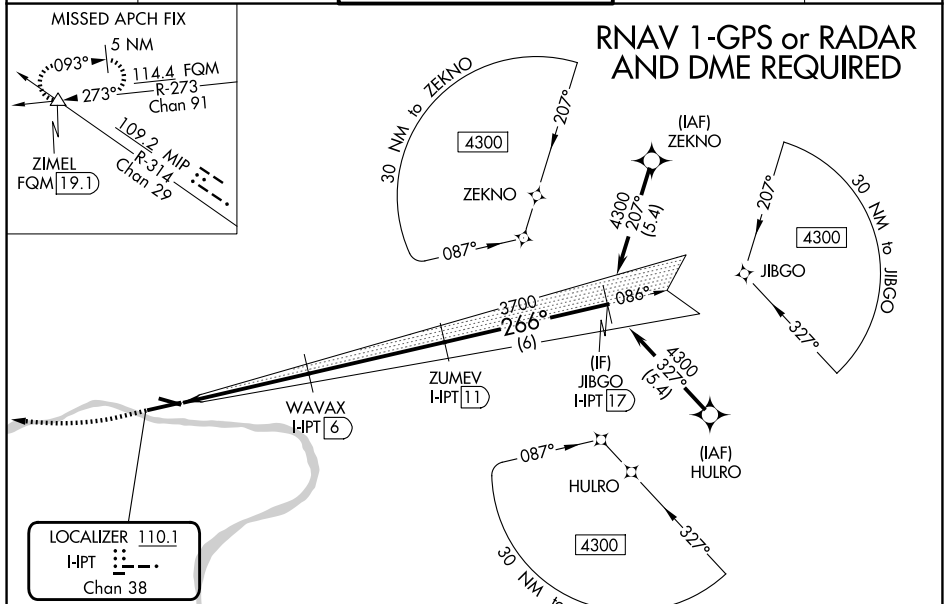 MISSED APCH FIX
5 NM
093°
114.4 FQM
R-273
Chan 91
273°
109.2 MIP
R-314
Chan 29
ZIMEL
FQM 19.1
RNAV 1-GPS or RADAR
AND DME REQUIRED
30 NM to ZEKNO
4300
207°
ZEKNO
087°
(IAF)
ZEKNO
4300
207°
(5.4)
207°
30 NM to JIBGO
4300
JIBGO
327°
3700
266°
(6)
086°
(IF)
JIBGO
I-IPT 17
ZUMEV
I-IPT 11
WAVAX
I-IPT 6
4300
327°
(5.4)
(IAF)
HULRO
087°
HULRO
327°
4300
30 NM to
LOCALIZER 110.1
I-IPT
Chan 38